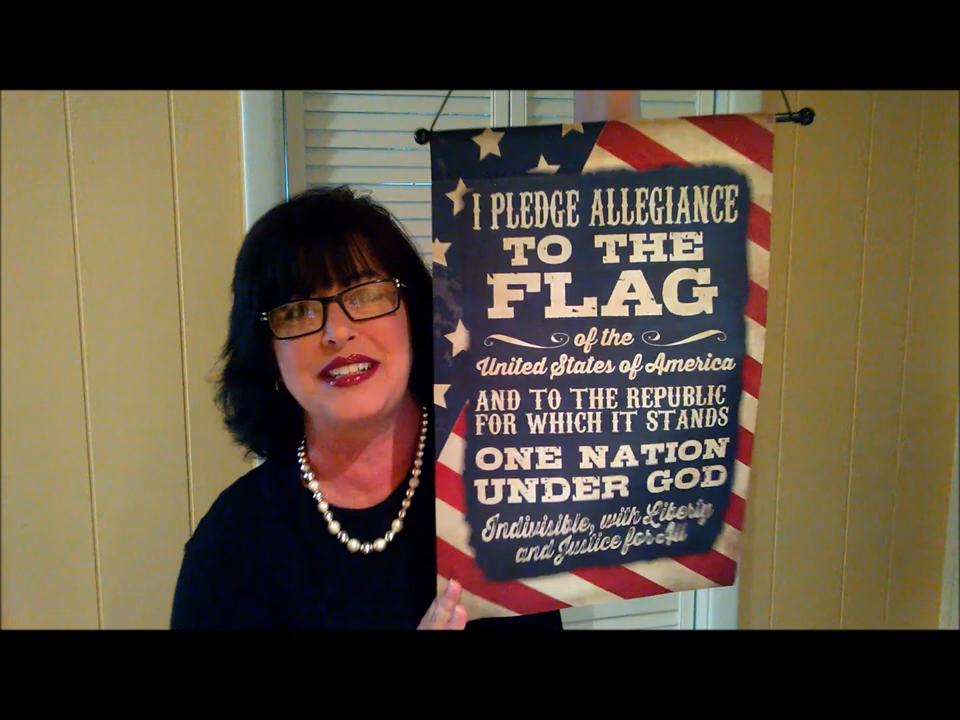 I PLEDGE ALLEGIANCE
TO THE
FLAG
of the
United States of America
AND TO THE REPUBLIC
FOR WHICH IT STANDS
ONE NATION
UNDER GOD
Indivisible, with Liberty
and Justice for All